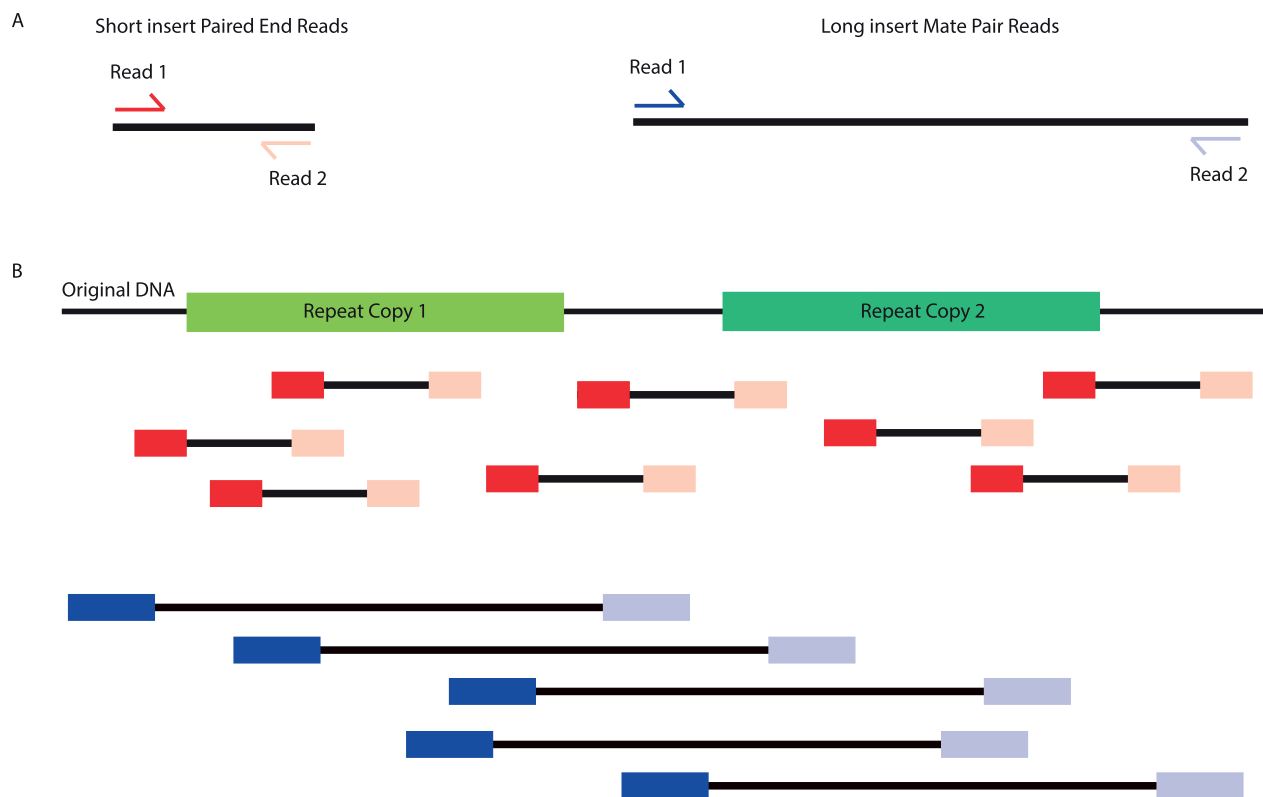 A
Short insert Paired End Reads
Long insert Mate Pair Reads
Read 1
Read 1
Read 2
Read 2
B
Original DNA
Repeat Copy 1
Repeat Copy 2